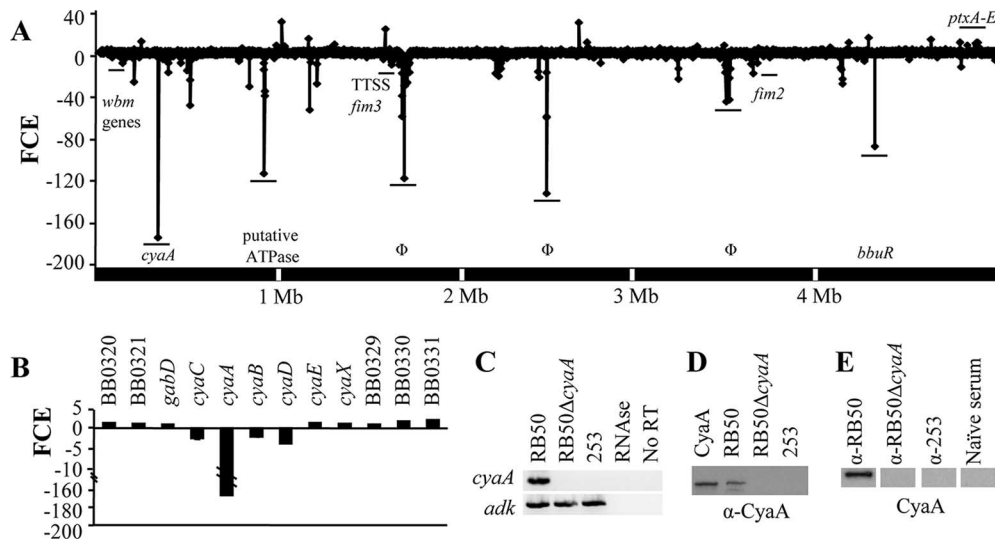 A
FCE
40
0
-40
-80
-120
-160
-200
wbm
genes
cyaA
putative
ATPase
TTSS
fim3
Φ
Φ
Φ
fim2
bbuR
ptxA-E
1 Mb
2 Mb
3 Mb
4 Mb
B
BB0320
BB0321
gabD
cyaC
cyaA
cyaB
cyaD
cyaE
cyaX
BB0329
BB0330
BB0331
FCE
5
0
-5
-10
-160
-180
-200
C
RB50
RB50ΔcyaA
253
RNAse
No RT
cyaA
adk
D
CyaA
RB50
RB50ΔcyaA
253
α-CyaA
E
α-RB50
α-RB50ΔcyaA
α-253
Naïve serum
CyaA